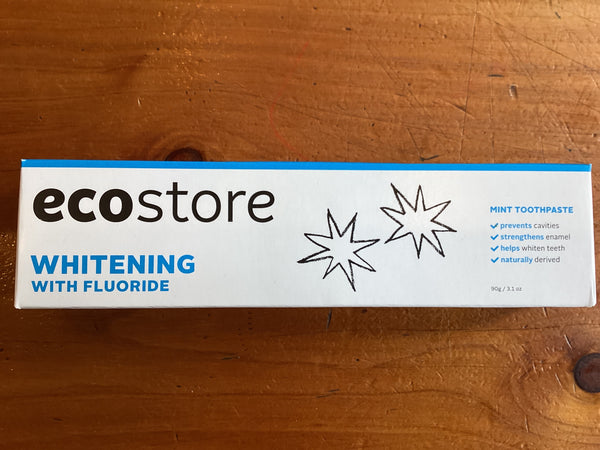 ecostore
WHITENING
WITH FLUORIDE
MINT TOOTHPASTE
prevents cavities
strengthens enamel
helps whiten teeth
naturally derived
90g / 3.1 oz